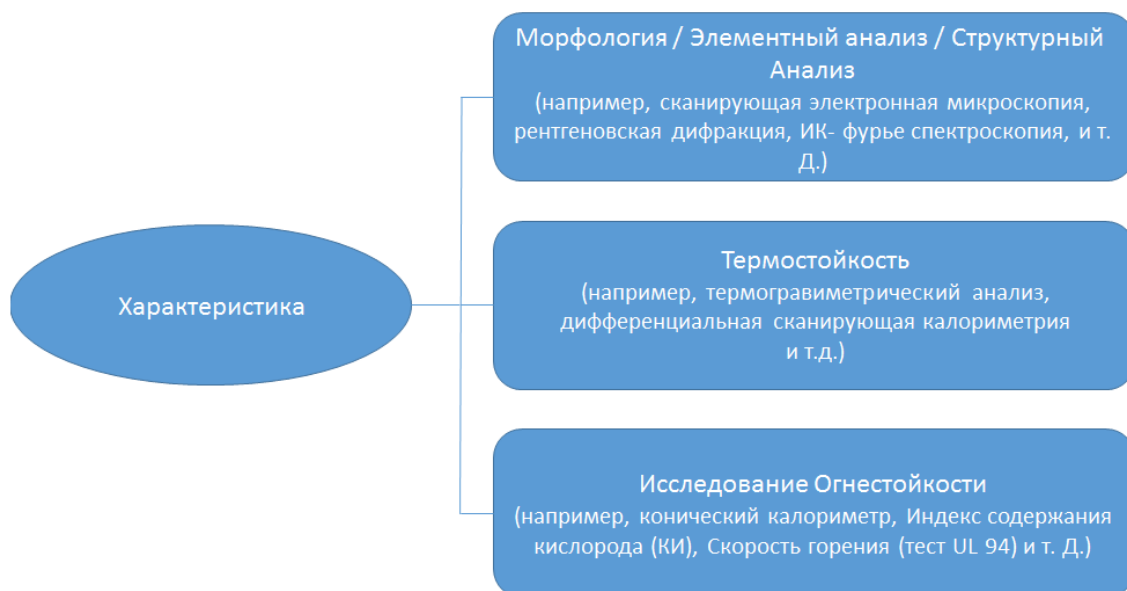 Морфология / Элементный анализ / Структурный
Анализ
(например, сканирующая электронная микроскопия,
рентгеновская дифракция, ИК- фурье спектроскопия, и т.
Д.)
Характеристика
Термостойкость
(например, термогравиметрический анализ,
дифференциальная сканирующая калориметрия
и т.д.)
Исследование Огнестойкости
(например, конический калориметр, Индекс содержания
кислорода (КИ), Скорость горения (тест UL 94) и т. Д.)